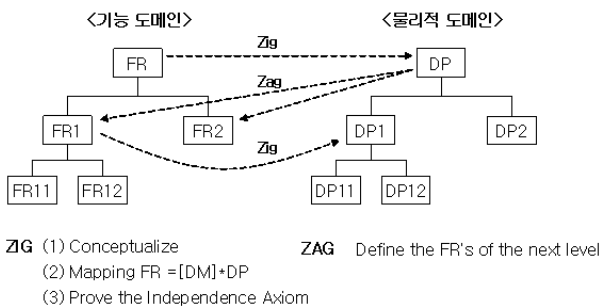 <기능 도메인> <물리적 도메인>
Zig
FR DP
Zag
FR1 FR2 DP1 DP2
Zig
FR11 FR12 DP11 DP12
ZIG (1) Conceptualize ZAG Define the FR's of the next level
(2) Mapping FR =[DM]*DP
(3) Prove the Independence Axiom